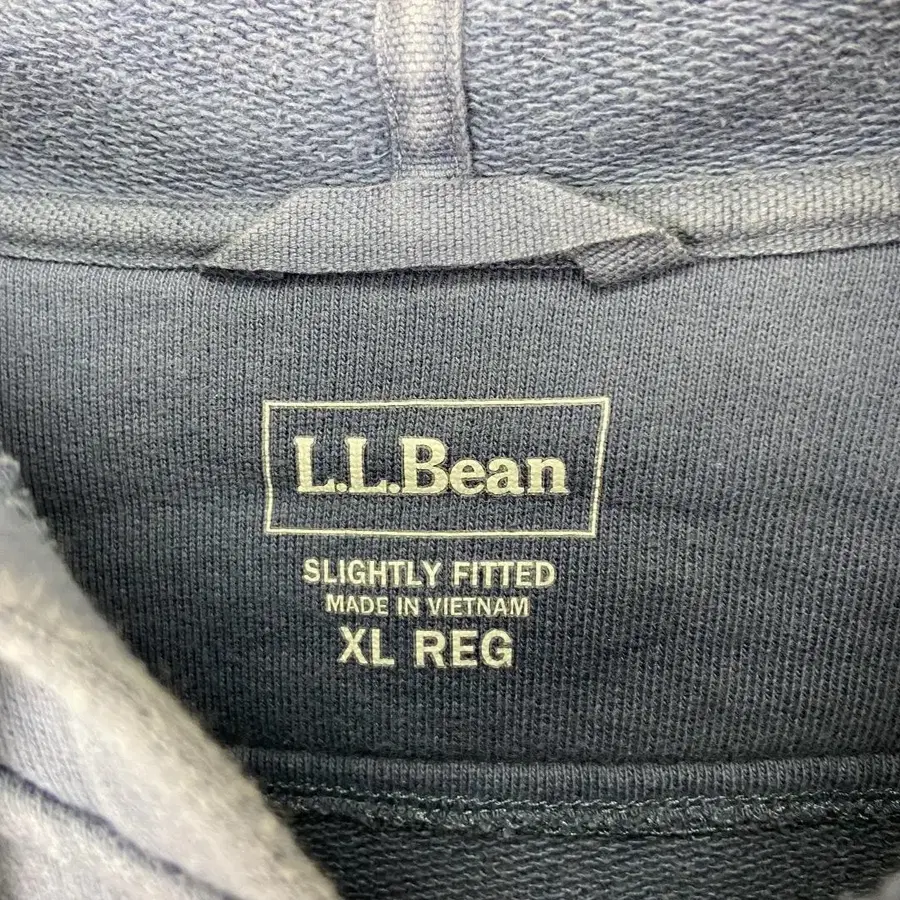 L.L.Bean
SLIGHTLY FITTED
MADE IN VIETNAM
XL REG